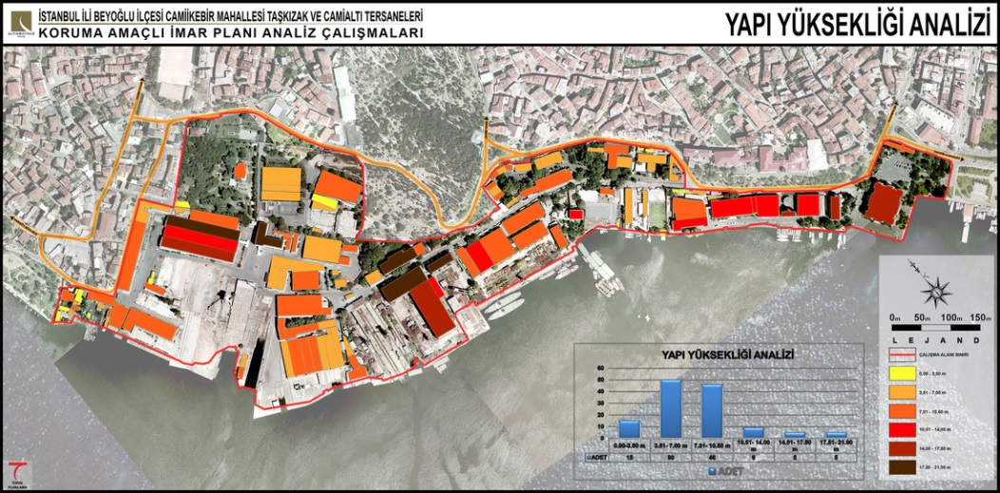 İSTANBUL İLİ BEYOĞLU İLÇESİ CAMİİKEBİR MAHALLESİ TAŞKIZAK VE CAMİALTI TERSANELERİ
KORUMA AMAÇLI İMAR PLANI ANALİZ ÇALIŞMALARI
YAPI YÜKSEKLİĞİ ANALİZİ
0m 50m 100m 150m
L E J A N D
ÇALIŞMA ALANI SINIRI
0,00 - 3,50 m
3,51 - 7,00 m
7,01 - 10,50 m
10,51 - 14,00 m
14,00 - 17,50 m
17,50 - 21,00 m
YAPI YÜKSEKLİĞİ ANALİZİ
60
50
40
30
20
10
0
0.00-3.50 m 3.51- 7.00 m 7.01- 10.50 m 10.51- 14.00 m 14.01- 17.50 m 17.51- 21.00 m
ADET 15 50 46
ADET
PLANLAMA